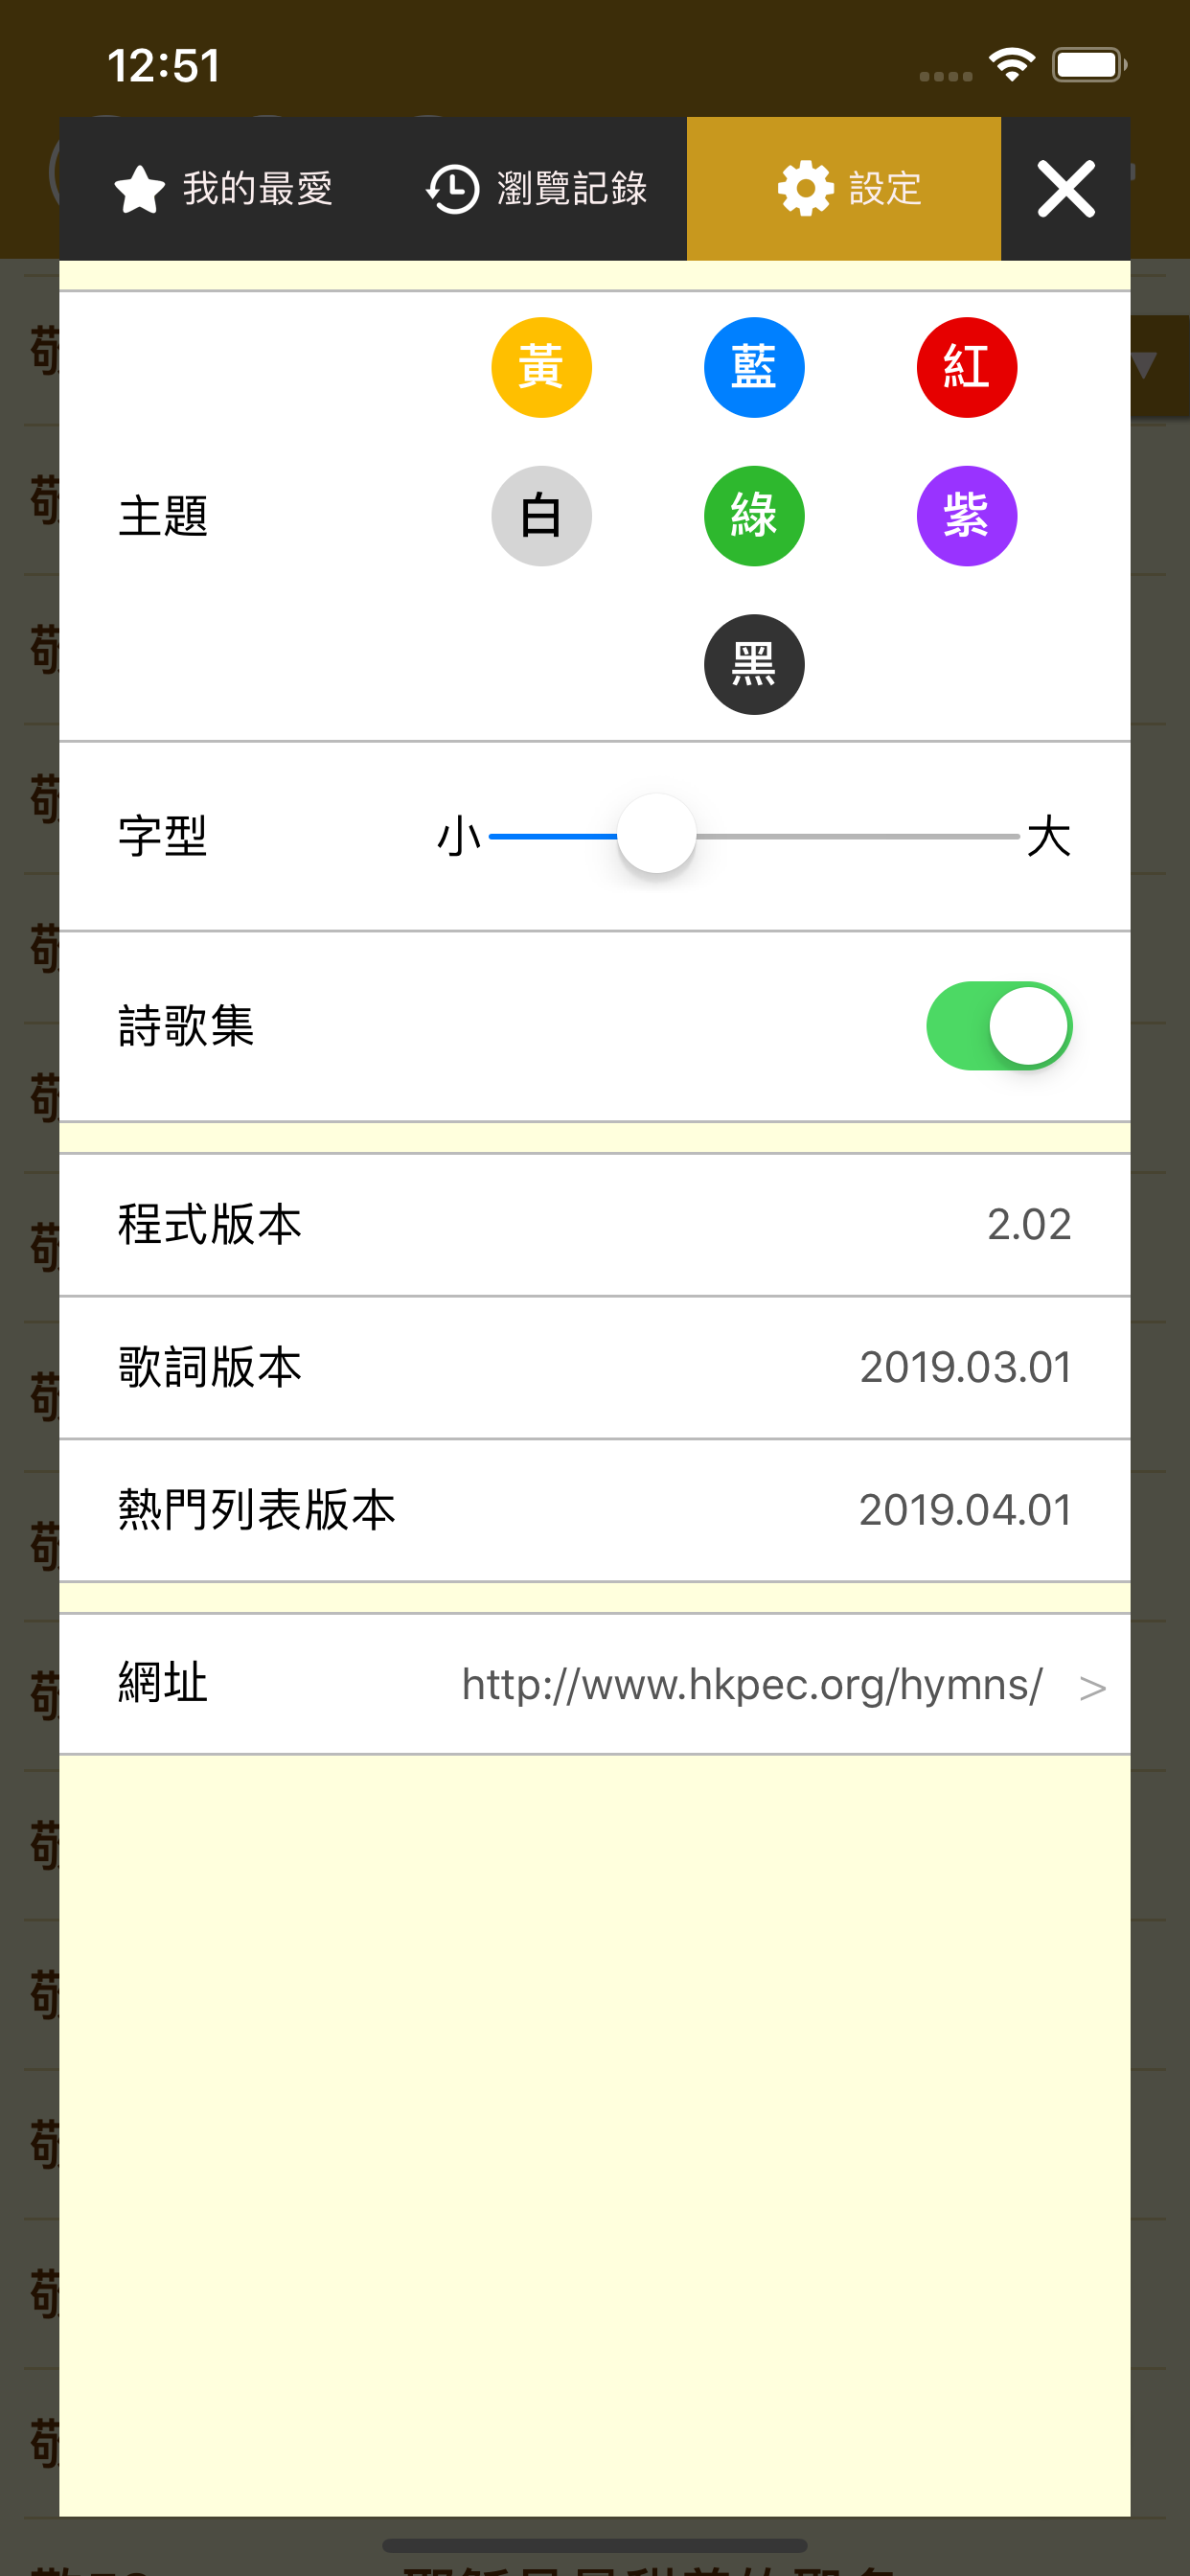 12:51
我的最愛 瀏覽記錄 設定
黃 藍 紅
主題 白 綠 紫
黑
字型 小 大
詩歌集
程式版本 2.02
歌詞版本 2019.03.01
熱門列表版本 2019.04.01
網址 http://www.hkpec.org/hymns/ >